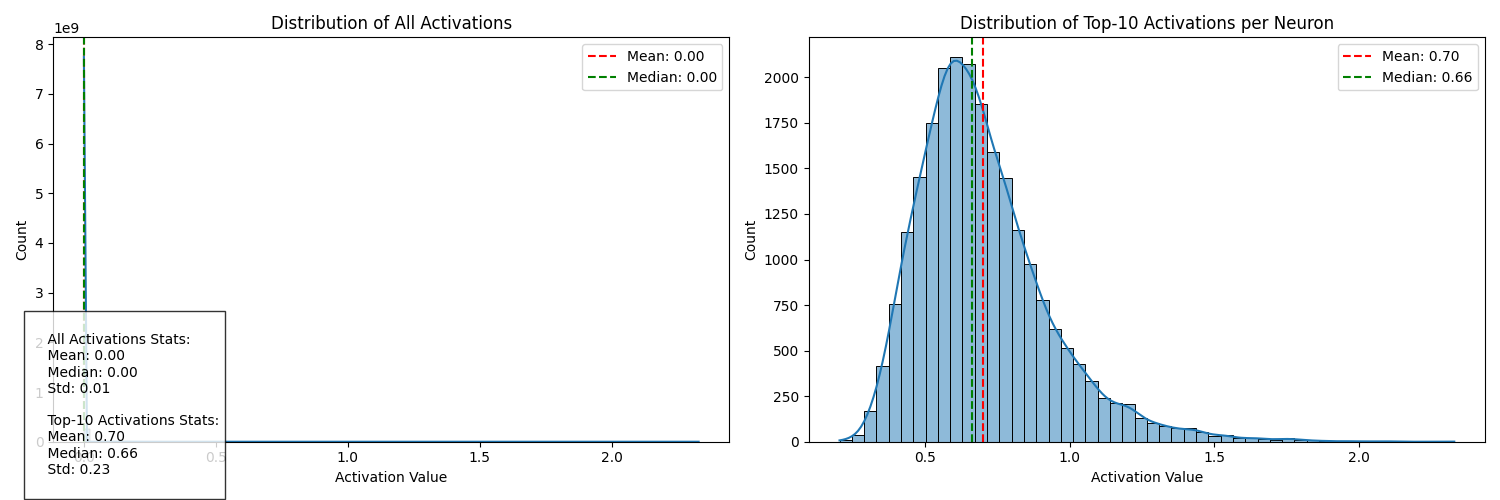 Distribution of All Activations
1e9
8
7
6
5
4
3
2
1
0
Count
Mean: 0.00
Median: 0.00
All Activations Stats:
Mean: 0.00
Median: 0.00
Std: 0.01
Top-10 Activations Stats:
Mean: 0.70
Median: 0.66
Std: 0.23
0.5
1.0
1.5
2.0
Activation Value
Distribution of Top-10 Activations per Neuron
2000
1750
1500
1250
1000
750
500
250
0
Count
Mean: 0.70
Median: 0.66
0.5
1.0
1.5
2.0
Activation Value